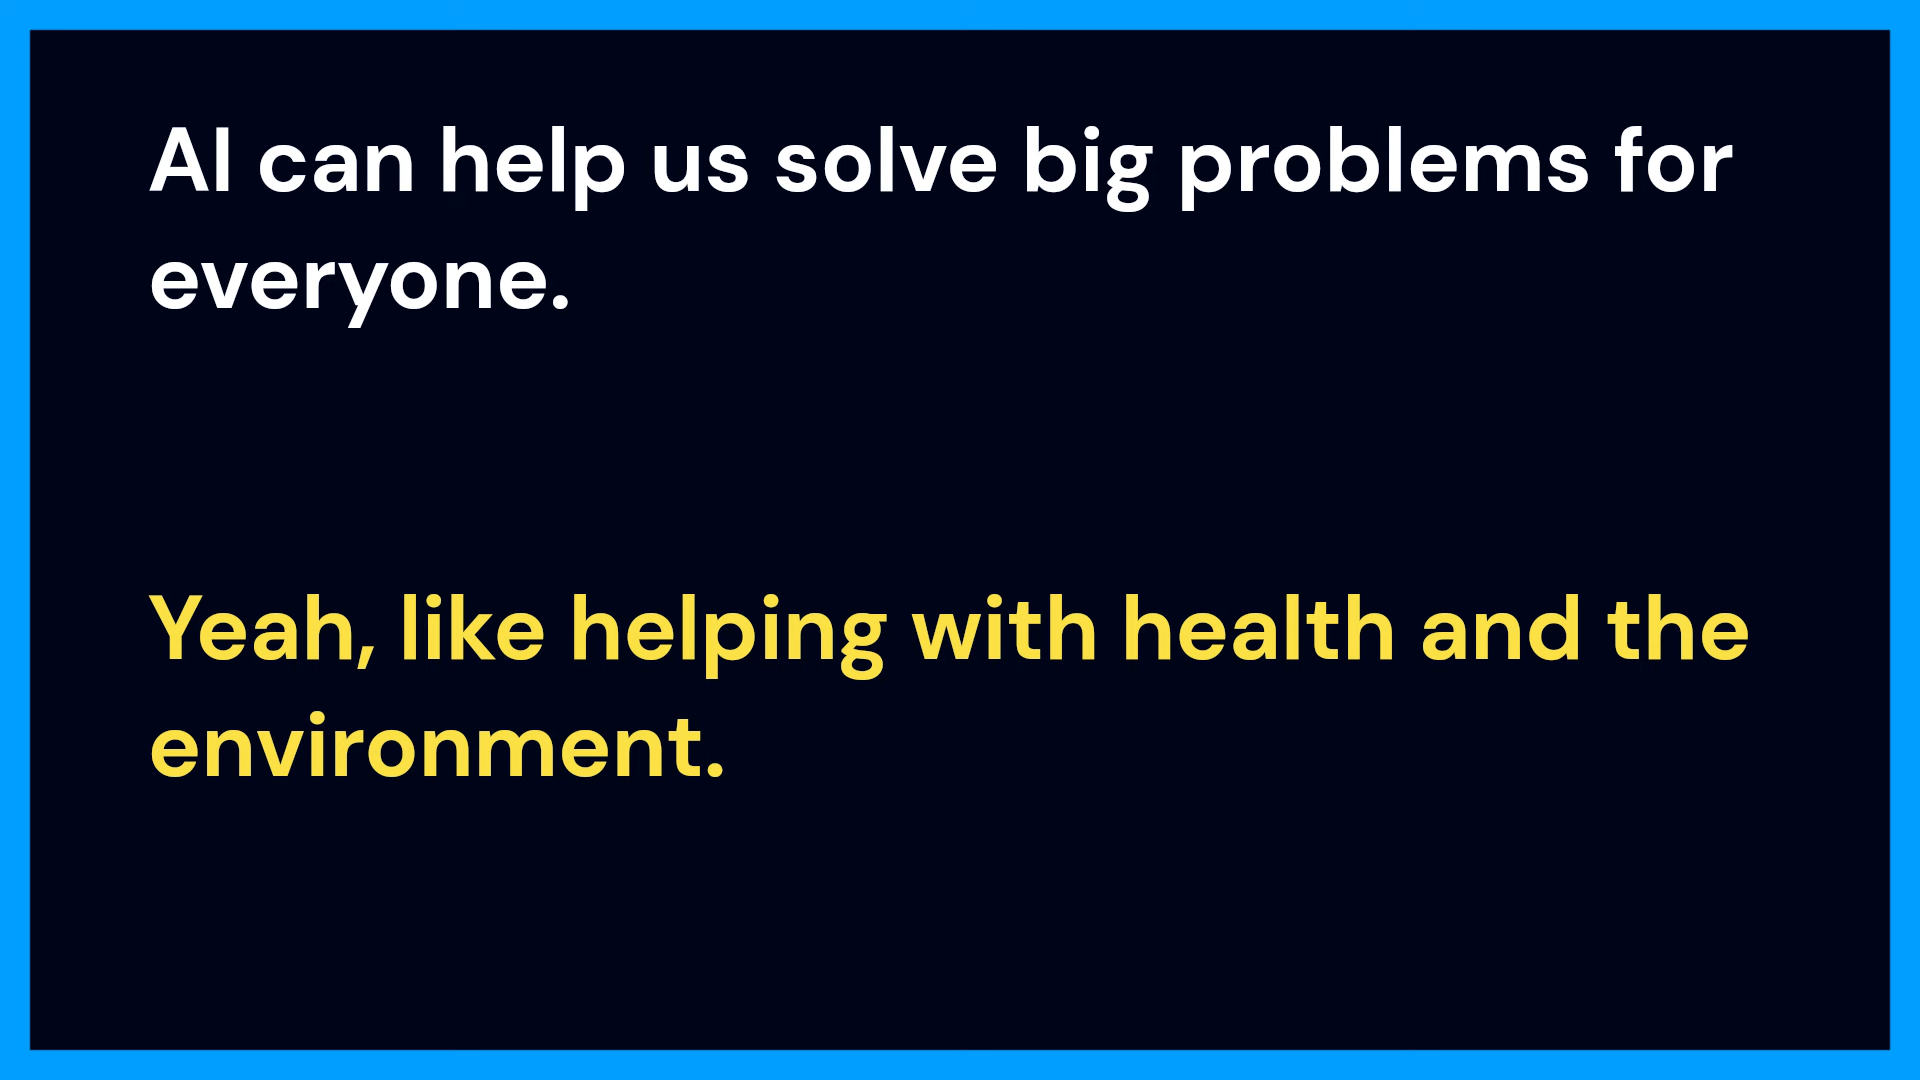 AI can help us solve big problems for
everyone.
Yeah, like helping with health and the
environment.